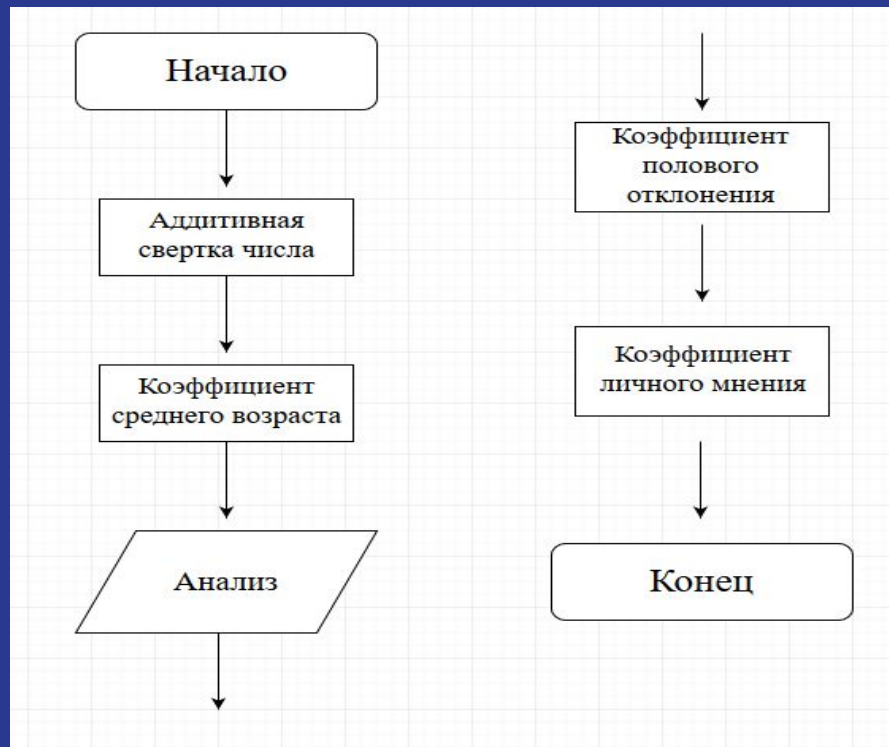 Начало
Аддитивная
свертка числа
Коэффициент
среднего возраста
Анализ
Коэффициент
полового
отклонения
Коэффициент
личного мнения
Конец